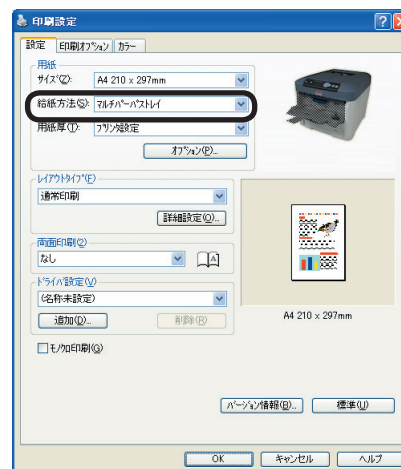 印刷設定
設定 印刷オプション カラー
用紙
サイズ(Z): A4 210 x 297mm
給紙方法(S): マルチパーパストレイ
用紙厚(T): プリンタ設定
オプション(P)...
レイアウトタイプ(F)
通常印刷
詳細設定(O)...
両面印刷(2)
なし
ドライバ設定(V)
(名称未設定)
追加(D)...
削除(R)
A4 210 x 297mm
モノクロ印刷(G)
バージョン情報(B)...
標準(U)
OK
キャンセル
ヘルプ